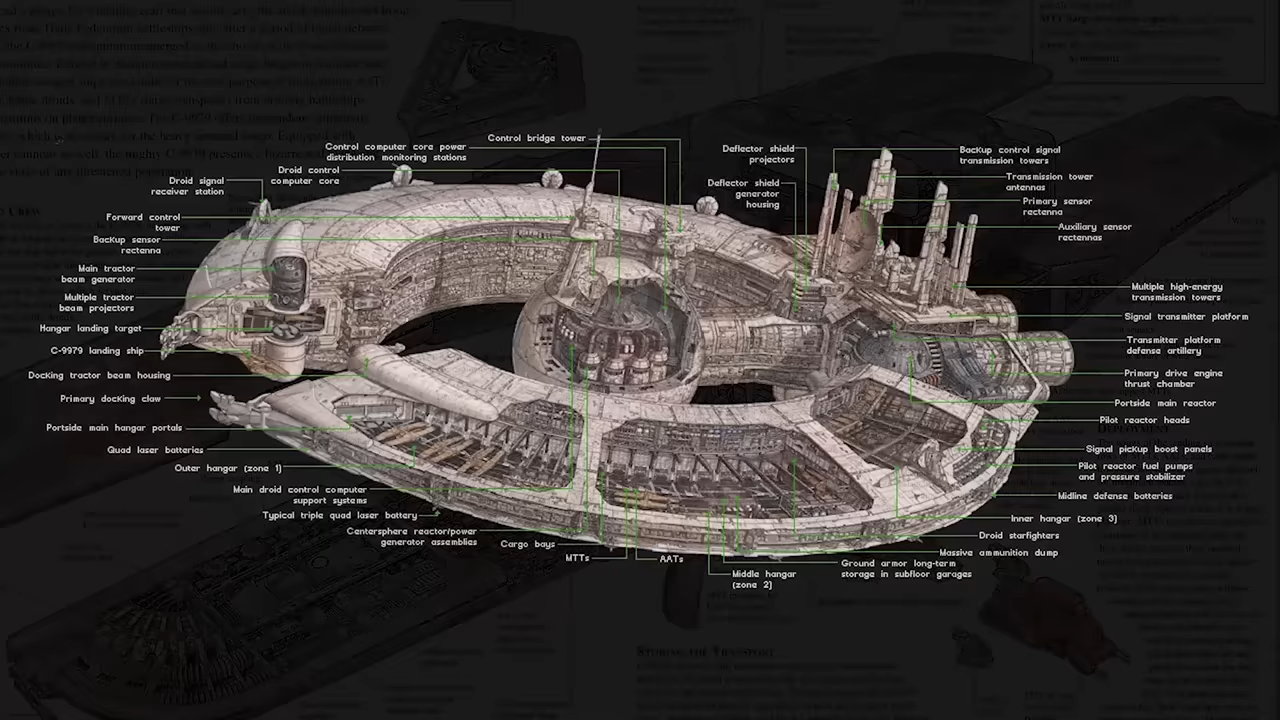 Control bridge tower
Control computer core power
distribution monitoring stations
Droid control
computer core
Droid signal
receiver station
Forward control
tower
Backup sensor
rectenna
Main tractor
beam generator
Multiple tractor
beam projectors
Hangar landing target
C-9979 landing ship
Docking tractor beam housing
Primary docking claw
Portside main hangar portals
Quad laser batteries
Outer hangar (zone 1)
Main droid control computer
support systems
Typical triple quad laser battery
Centersphere reactor/power
generator assemblies
Cargo bays
MTTs
AATs
Middle hangar
(zone 2)
Deflector shield
projectors
Deflector shield
generator
housing
Backup control signal
transmission towers
Transmission tower
antennas
Primary sensor
rectenna
Auxiliary sensor
rectennas
Multiple high-energy
transmission towers
Signal transmitter platform
Transmitter platform
defense artillery
Primary drive engine
thrust chamber
Portside main reactor
Pilot reactor heads
Signal pickup boost panels
Pilot reactor fuel pumps
and pressure stabilizer
Midline defense batteries
Inner hangar (zone 3)
Droid starfighters
Massive ammunition dump
Ground armor long-term
storage in subfloor garages
STORING THE TRANSPORT